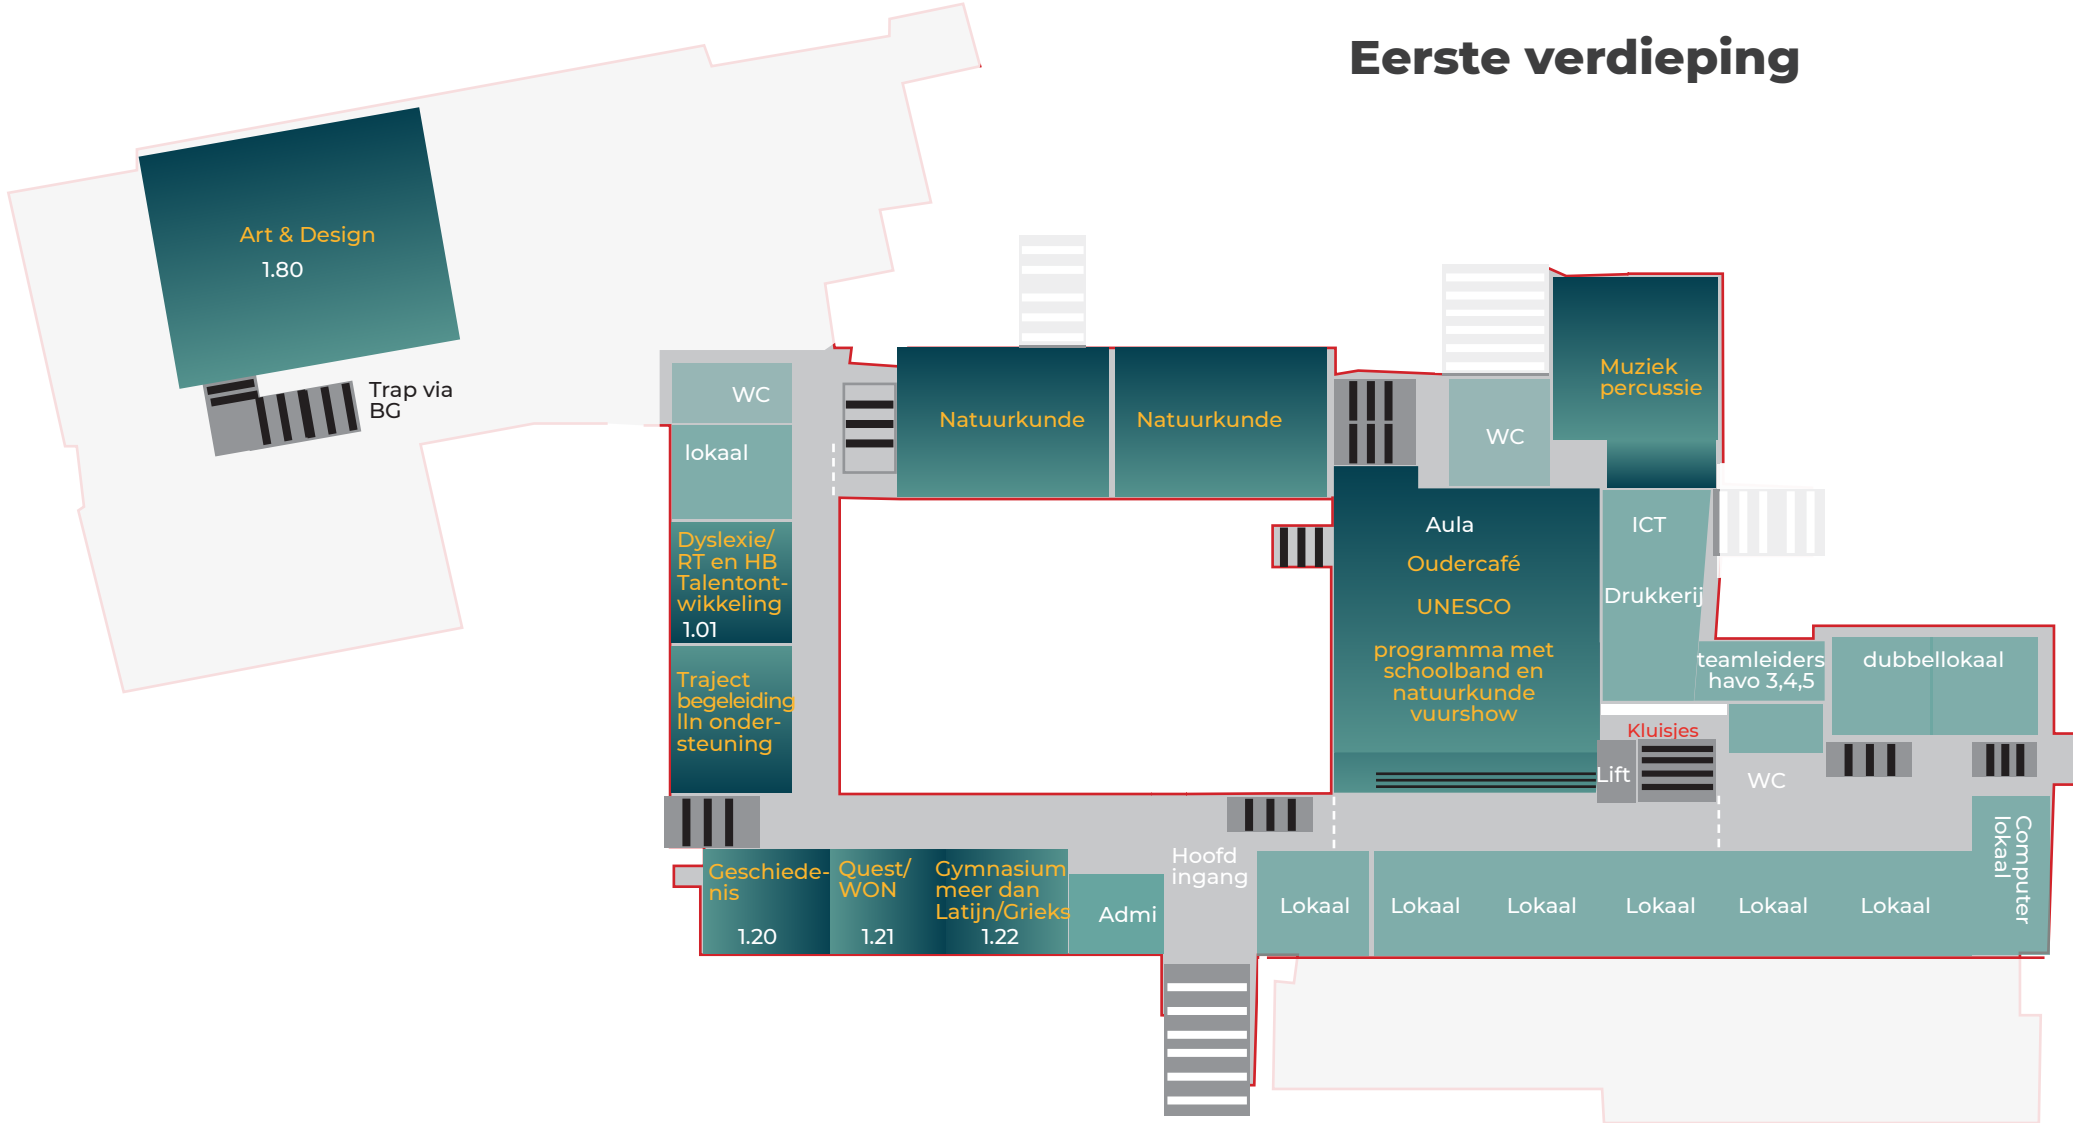 Eerste verdieping
Art & Design
1.80
Trap via
BG
WC
lokaal
Dyslexie/
RT en HB
Talentont-
wikkeling
1.01
Traject
begeleiding
lln onder-
steuning
Natuurkunde
Natuurkunde
WC
Muziek
percussie
Aula
Oudercafé
UNESCO
programma met
schoolband en
natuurkunde
vuurshow
ICT
Drukkerij
teamleiders
havo 3,4,5
dubbellokaal
Kluisjes
Lift
WC
Computer
lokaal
Geschiede-
nis
1.20
Quest/
WON
1.21
Gymnasium
meer dan
Latijn/Grieks
1.22
Admi
Hoofd
ingang
Lokaal
Lokaal
Lokaal
Lokaal
Lokaal
Lokaal